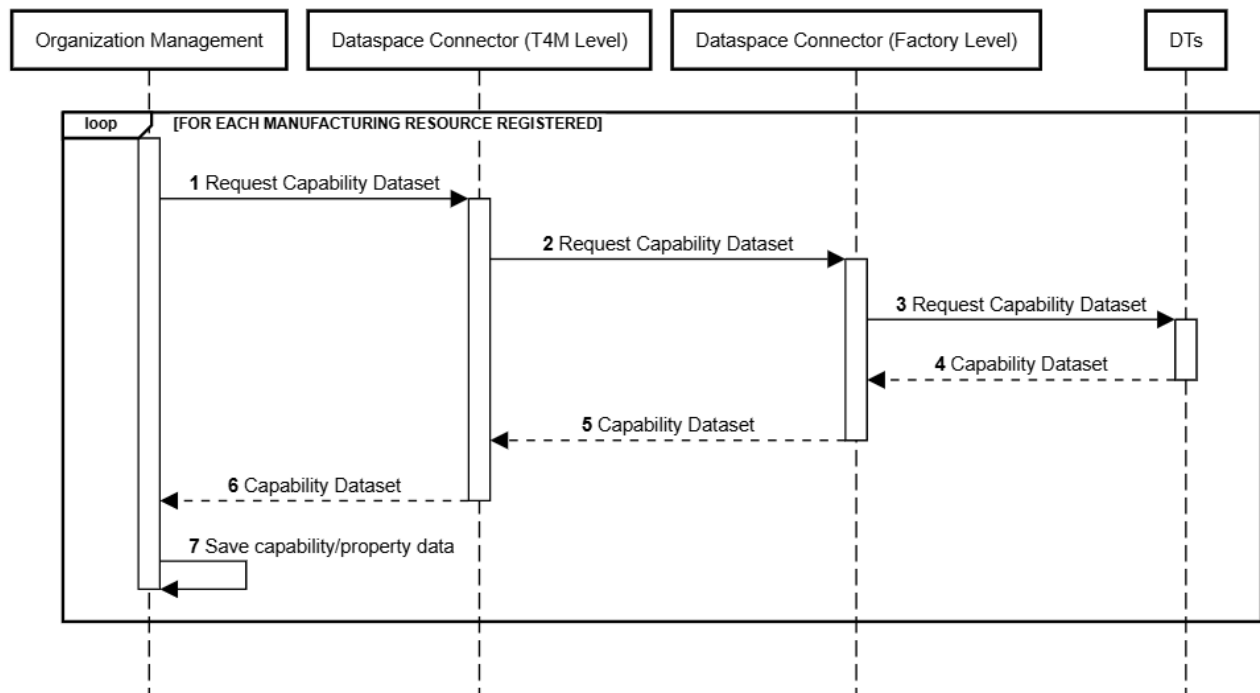 Organization Management
Dataspace Connector (T4M Level)
Dataspace Connector (Factory Level)
DTs
loop
[FOR EACH MANUFACTURING RESOURCE REGISTERED]
1 Request Capability Dataset
2 Request Capability Dataset
3 Request Capability Dataset
4 Capability Dataset
5 Capability Dataset
6 Capability Dataset
7 Save capability/property data